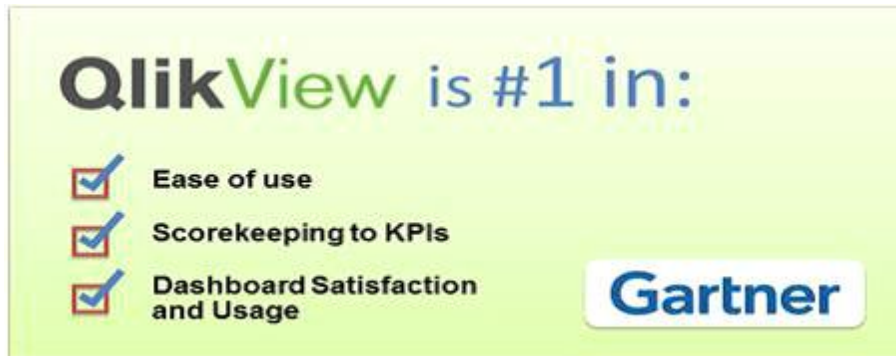 QlikView is #1 in:
Ease of use
Scorekeeping to KPIs
Dashboard Satisfaction
and Usage
Gartner